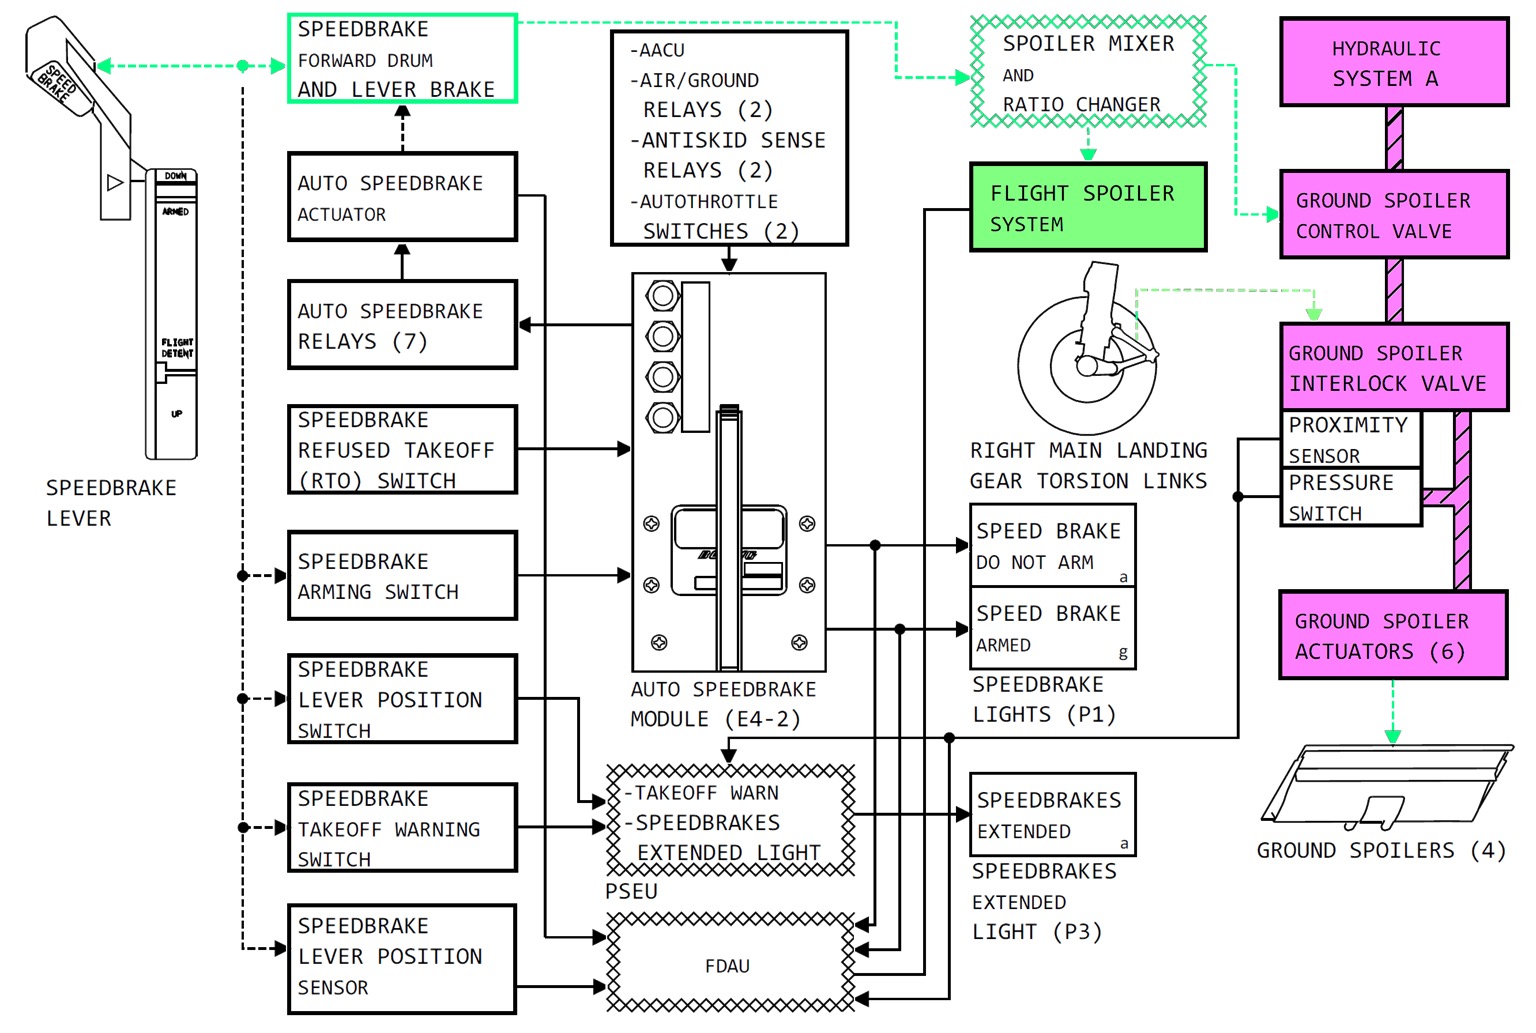 SPEED
BRAKE
DOWN
ARMED
FLIGHT
DETENT
UP
SPEEDBRAKE
LEVER
SPEEDBRAKE
FORWARD DRUM
AND LEVER BRAKE
AUTO SPEEDBRAKE
ACTUATOR
AUTO SPEEDBRAKE
RELAYS (7)
SPEEDBRAKE
REFUSED TAKEOFF
(RTO) SWITCH
SPEEDBRAKE
ARMING SWITCH
SPEEDBRAKE
LEVER POSITION
SWITCH
SPEEDBRAKE
TAKEOFF WARNING
SWITCH
SPEEDBRAKE
LEVER POSITION
SENSOR
-AACU
-AIR/GROUND
RELAYS (2)
-ANTISKID SENSE
RELAYS (2)
-AUTOTHROTTLE
SWITCHES (2)
AUTO SPEEDBRAKE
MODULE (E4-2)
-TAKEOFF WARN
-SPEEDBRAKES
EXTENDED LIGHT
PSEU
FDAU
SPOILER MIXER
AND
RATIO CHANGER
FLIGHT SPOILER
SYSTEM
RIGHT MAIN LANDING
GEAR TORSION LINKS
SPEED BRAKE
DO NOT ARM
a
SPEED BRAKE
ARMED
g
SPEEDBRAKE
LIGHTS (P1)
SPEEDBRAKES
EXTENDED
a
SPEEDBRAKES
EXTENDED
LIGHT (P3)
HYDRAULIC
SYSTEM A
GROUND SPOILER
CONTROL VALVE
GROUND SPOILER
INTERLOCK VALVE
PROXIMITY
SENSOR
PRESSURE
SWITCH
GROUND SPOILER
ACTUATORS (6)
GROUND SPOILERS (4)